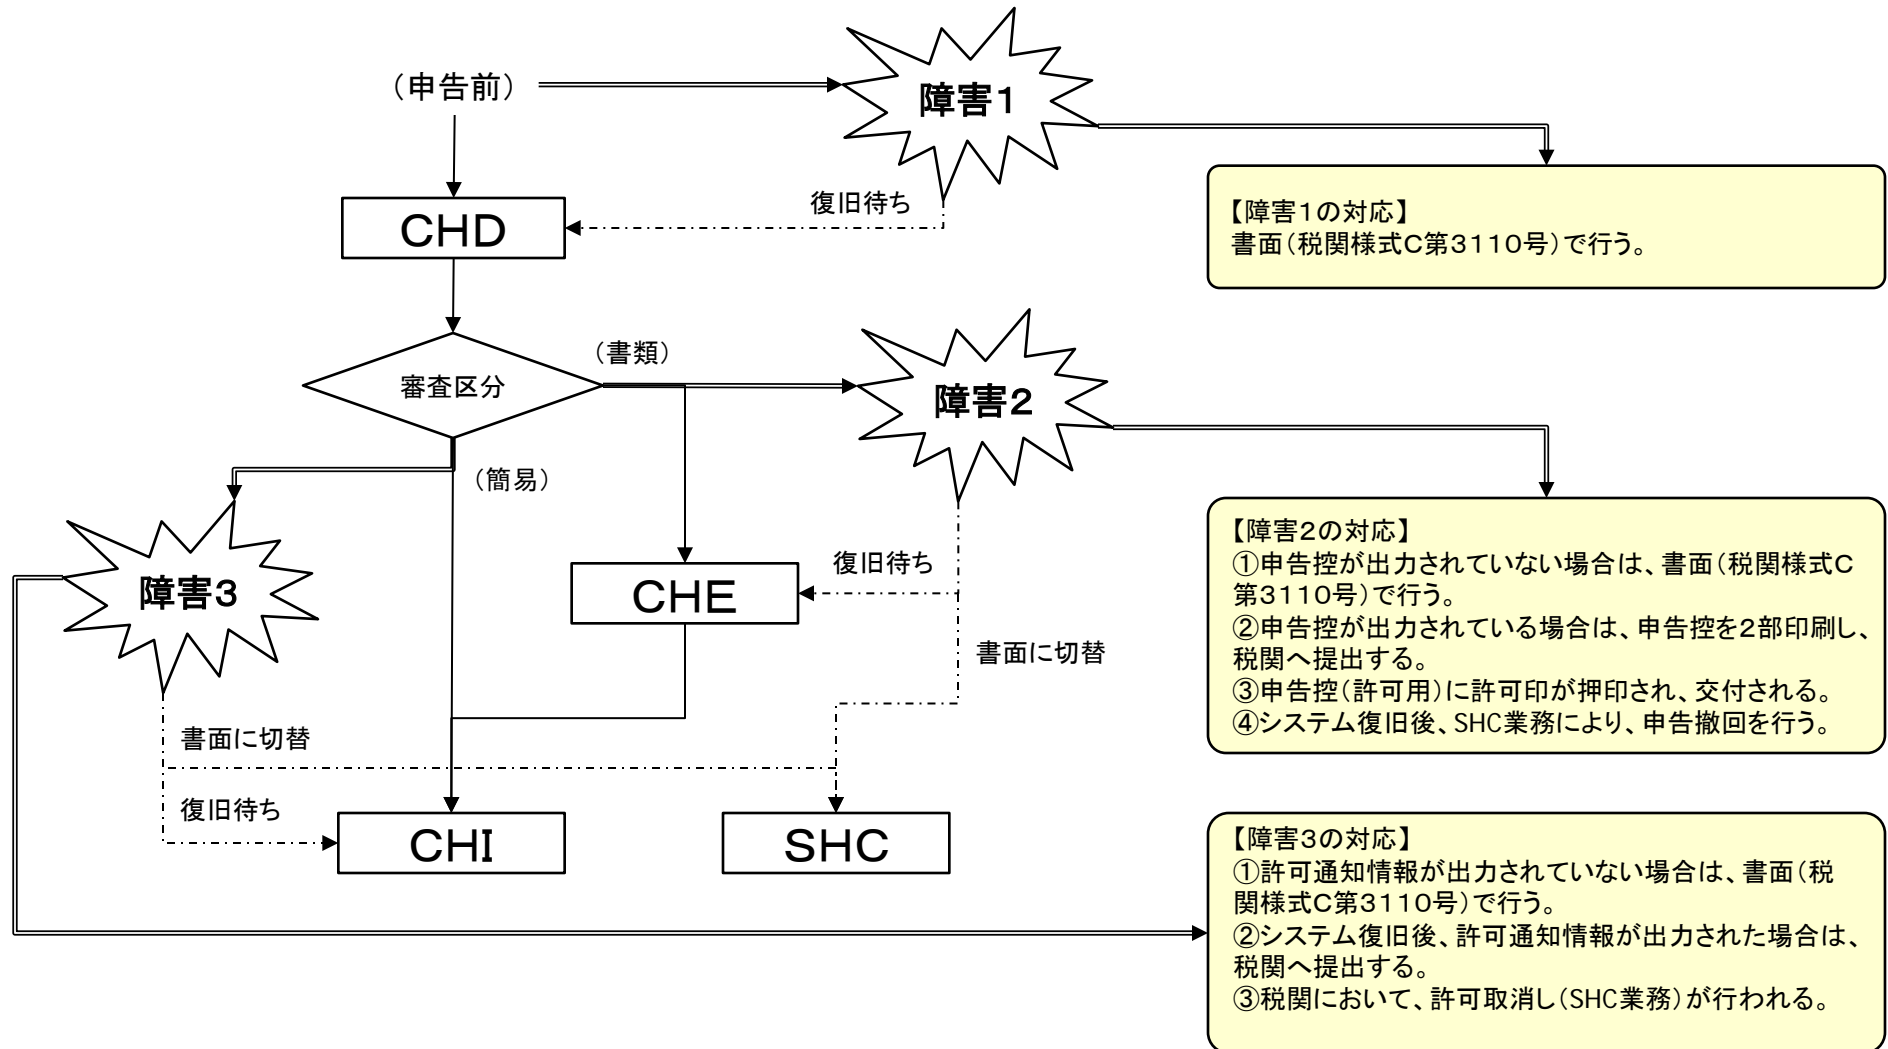 （申告前）
障害１
復旧待ち
CHD
【障害１の対応】
書面（税関様式C第３１１０号）で行う。
（書類）
審査区分
障害２
（簡易）
障害３
復旧待ち
CHE
書面に切替
【障害２の対応】
①申告控が出力されていない場合は、書面（税関様式C
第３１１０号）で行う。
②申告控が出力されている場合は、申告控を２部印刷し、
税関へ提出する。
③申告控（許可用）に許可印が押印され、交付される。
④システム復旧後、SHC業務により、申告撤回を行う。
書面に切替
復旧待ち
CHI
SHC
【障害３の対応】
①許可通知情報が出力されていない場合は、書面（税
関様式C第３１１０号）で行う。
②システム復旧後、許可通知情報が出力された場合は、
税関へ提出する。
③税関において、許可取消し（SHC業務）が行われる。